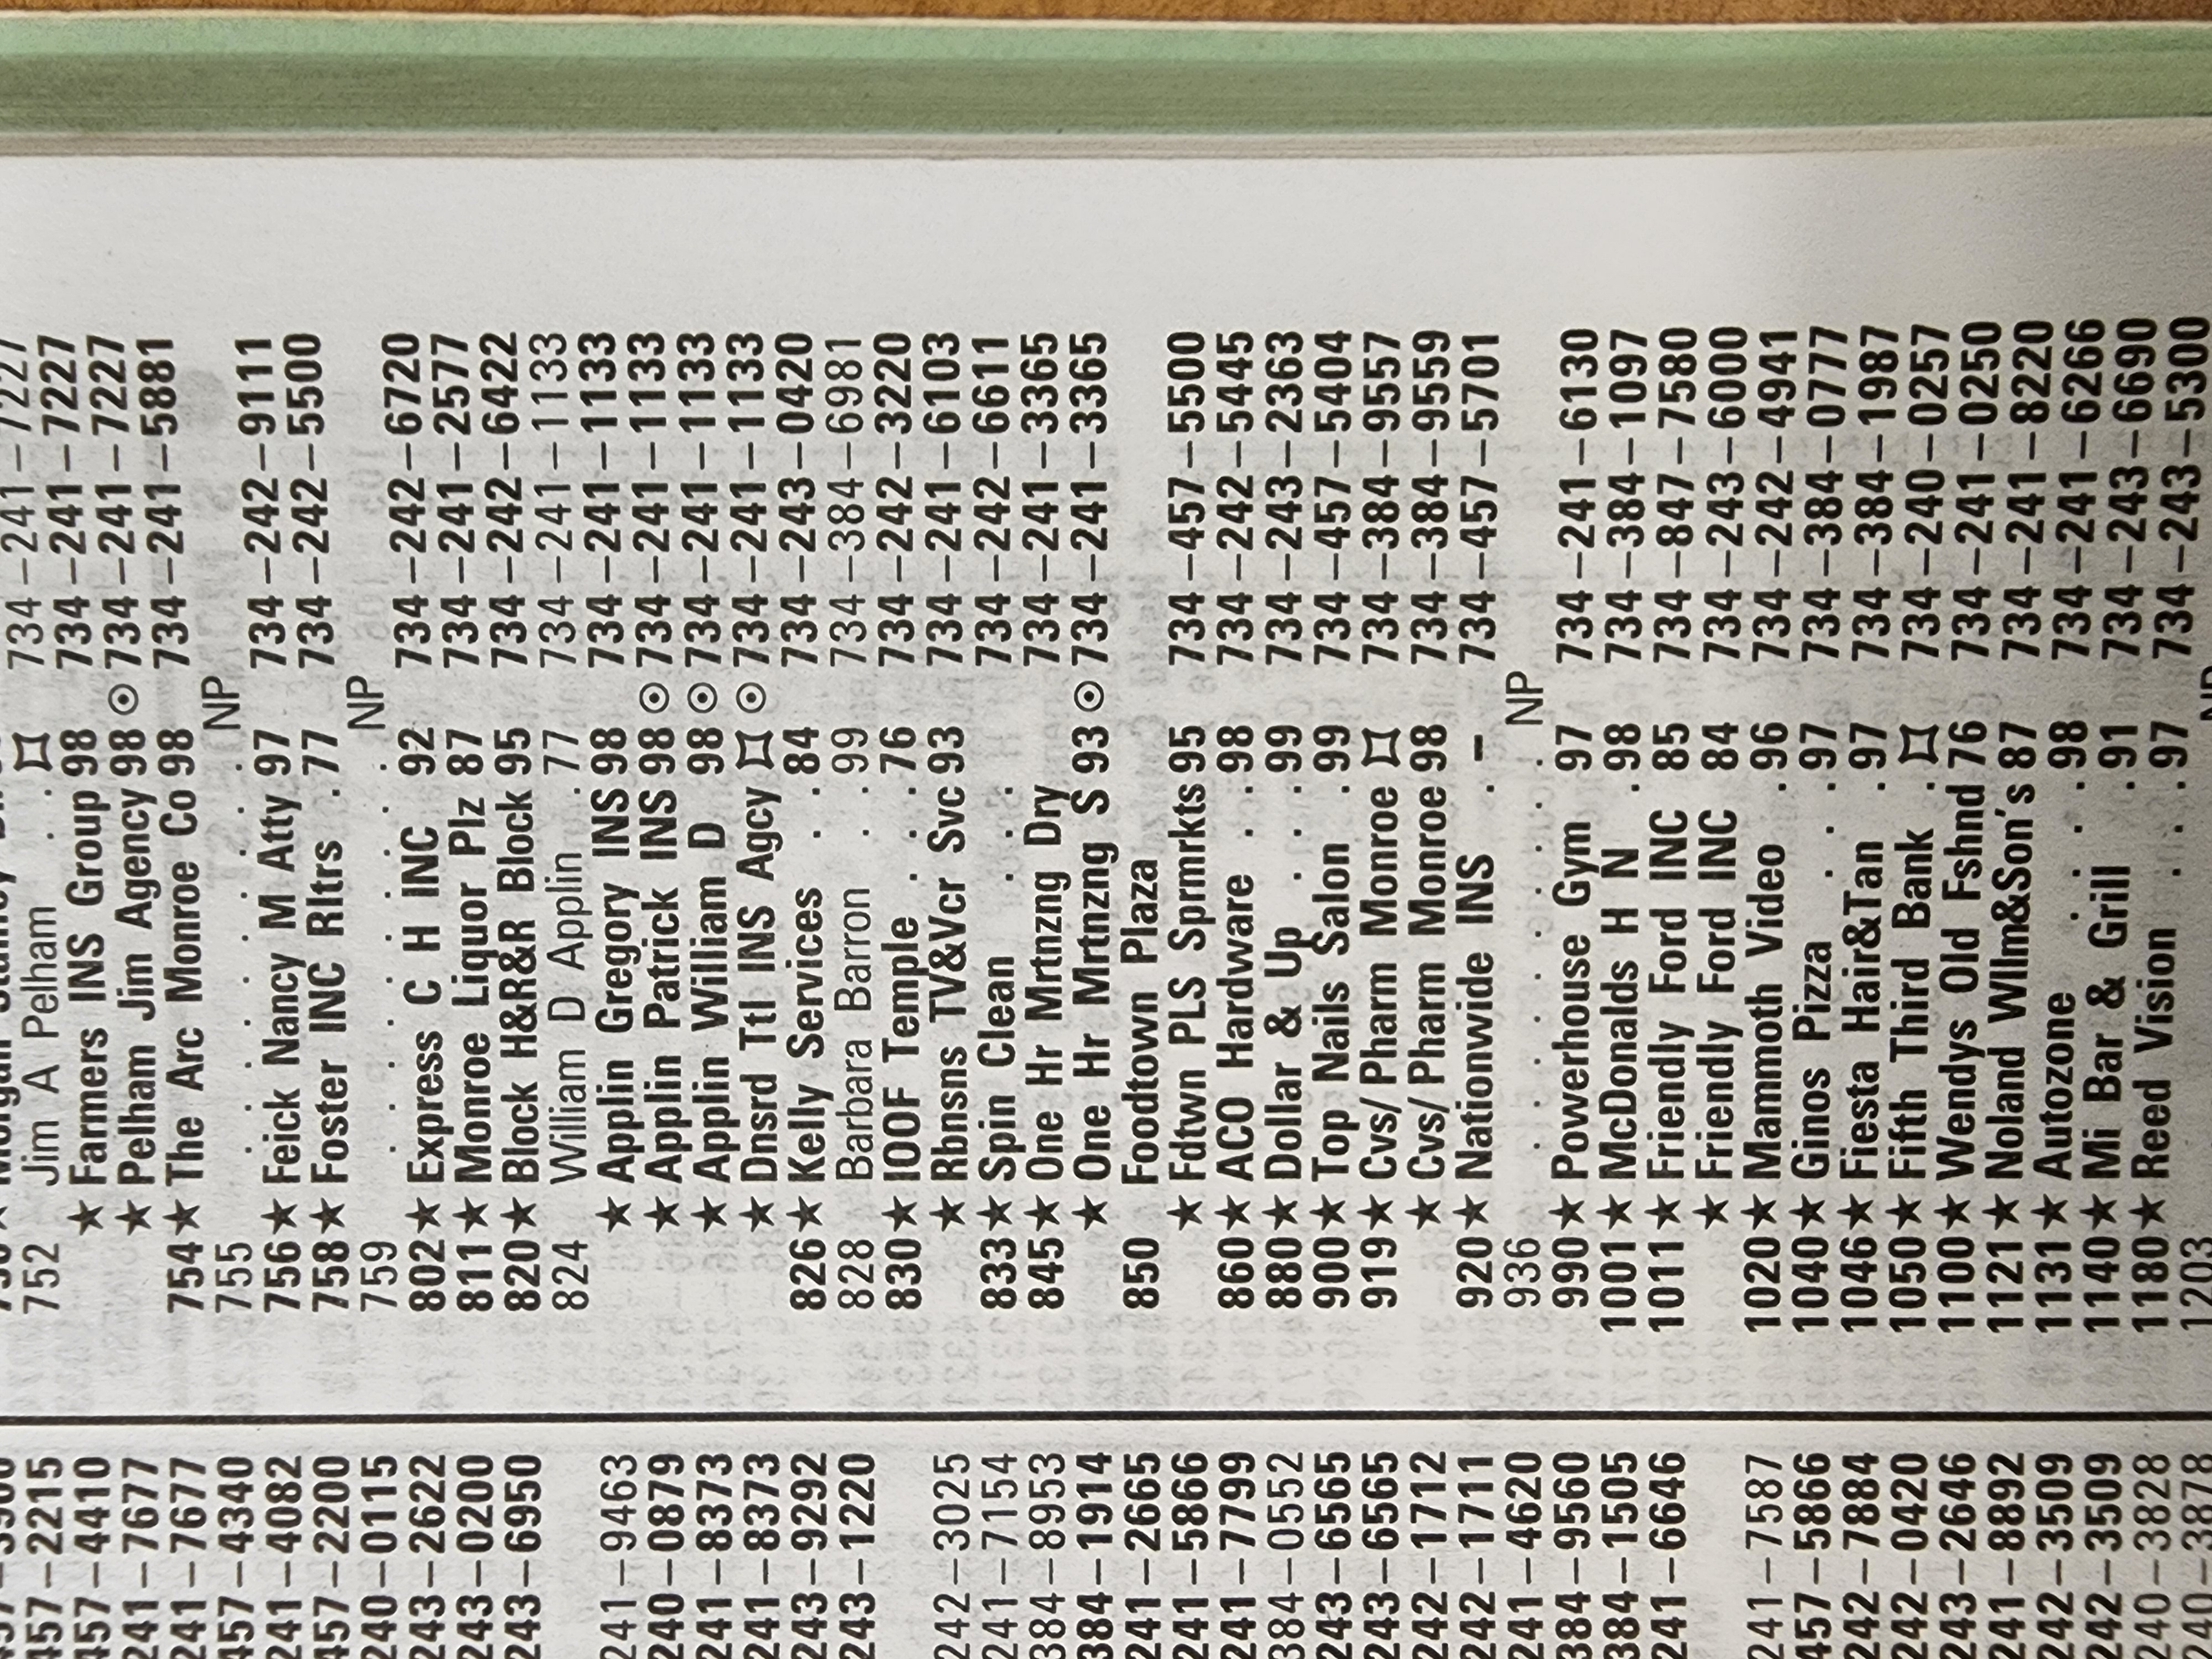 752 Jim A Pelham . . 734-241-7227
★ Farmers INS Group 98 734-241-7227
★ Pelham Jim Agency 98 ⊙ 734-241-7227
754★ The Arc Monroe Co 98 734-241-5881
755 . . . . . . . NP
756★ Feick Nancy M Atty 97 734-242-9111
758★ Foster INC Rltrs . 77 734-242-5500
759 . . . . . . . NP
802★ Express C H INC . 92 734-242-6720
811★ Monroe Liquor Plz 87 734-241-2577
820★ Block H&R&R Block 95 734-242-6422
824 William D Applin . 77 734-241-1133
★ Applin Gregory INS 98 734-241-1133
★ Applin Patrick INS 98 ⊙ 734-241-1133
★ Applin William D 98 ⊙ 734-241-1133
★ Dnsrd Ttl INS Agcy ⊙ 734-241-1133
826★ Kelly Services . . 84 734-243-0420
828 Barbara Barron . . 99 734-384-6981
830★ IOOF Temple . . . 76 734-242-3220
★ Rbnsns TV&Vcr Svc 93 734-241-6103
833★ Spin Clean . . . 734-242-6611
845★ One Hr Mrtnzng Dry 734-241-3365
★ One Hr Mrtnzng S 93 ⊙ 734-241-3365
850 Foodtown Plaza
★ Fdtwn PLS Sprmrkts 95 734-457-5500
860★ ACO Hardware . . 98 734-242-5445
880★ Dollar & Up . . . 99 734-243-2363
900★ Top Nails Salon . 99 734-457-5404
919★ Cvs/Pharm Monroe 734-384-9557
★ Cvs/Pharm Monroe 98 734-384-9559
920★ Nationwide INS . - 734-457-5701
936 . . . . . . . NP
990★ Powerhouse Gym 97 734-241-6130
1001★ McDonalds H N . 98 734-384-1097
1011★ Friendly Ford INC 85 734-847-7580
★ Friendly Ford INC 84 734-243-6000
1020★ Mammoth Video . 96 734-242-4941
1040★ Ginos Pizza . . . 97 734-384-0777
1046★ Fiesta Hair&Tan . 97 734-384-1987
1050★ Fifth Third Bank . 734-240-0257
1100★ Wendys Old Fshnd 76 734-241-0250
1121★ Noland Wllm&Son's 87 734-241-8220
1131★ Autozone . . . . 98 734-241-6266
1140★ Mi Bar & Grill . . 91 734-243-6690
1180★ Reed Vision . . . 97 734-243-5300
1203 NP
457-2215
457-4410
241-7677
241-7677
457-4340
241-4082
457-2200
240-0115
243-2622
243-0200
243-6950
241-9463
240-0879
241-8373
241-8373
243-9292
243-1220
242-3025
241-7154
384-8953
384-1914
241-2665
241-5866
241-7799
384-0552
243-6565
243-6565
242-1712
242-1711
241-4620
384-9560
384-1505
241-6646
241-7587
457-5866
242-7884
242-0420
243-2646
241-8892
242-3509
242-3509
240-3828
240-3878